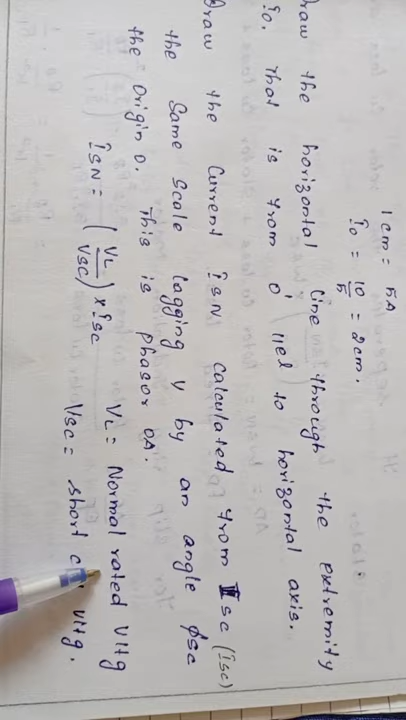 1cm = 5A
I0 = 10/5 = 2cm.
Draw the horizontal line through the extremity
I0. That is from O' llel to horizontal axis.
Draw the Current ISN calculated from Isc (Isc)
the Same Scale lagging V by an angle ϕsc
the origin O. This is phasor OA.
ISN = (VL/VSC) × Isc VL = Normal rated Vltg
Vsc = Short Vltg.